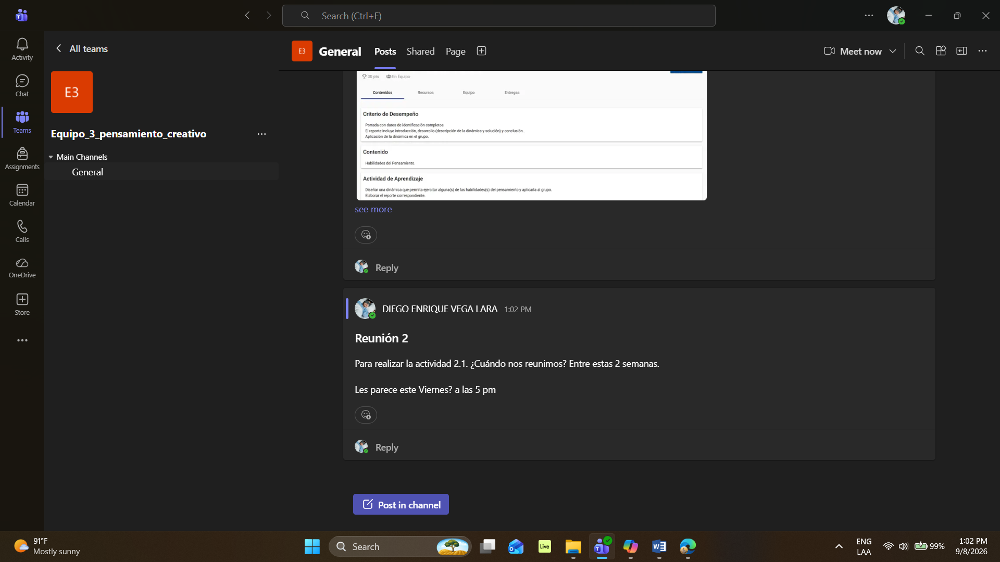 Search (Ctrl+E)
Activity
Chat
Teams
Assignments
Calendar
Calls
OneDrive
Store
All teams
E3
Equipo_3_pensamiento_creativo
Main Channels
General
E3
General
Posts
Shared
Page
Meet now
30 pts
En Equipo
Contenidos
Recursos
Equipo
Entregas
Criterio de Desempeño
Portada con datos de identificación completos.
El reporte incluye introducción, desarrollo (descripción de la dinámica y solución) y conclusión.
Aplicación de la dinámica en el grupo.
Contenido
Habilidades del Pensamiento.
Actividad de Aprendizaje
Diseñar una dinámica que permita ejercitar alguna(s) de las habilidades(s) del pensamiento y aplicarla al grupo.
Elaborar el reporte correspondiente.
see more
Reply
DIEGO ENRIQUE VEGA LARA 1:02 PM
Reunión 2
Para realizar la actividad 2.1. ¿Cuándo nos reunimos? Entre estas 2 semanas.
Les parece este Viernes? a las 5 pm
Reply
Post in channel
91°F
Mostly sunny
Search
Live
ENG
LAA
99%
1:02 PM
9/8/2026